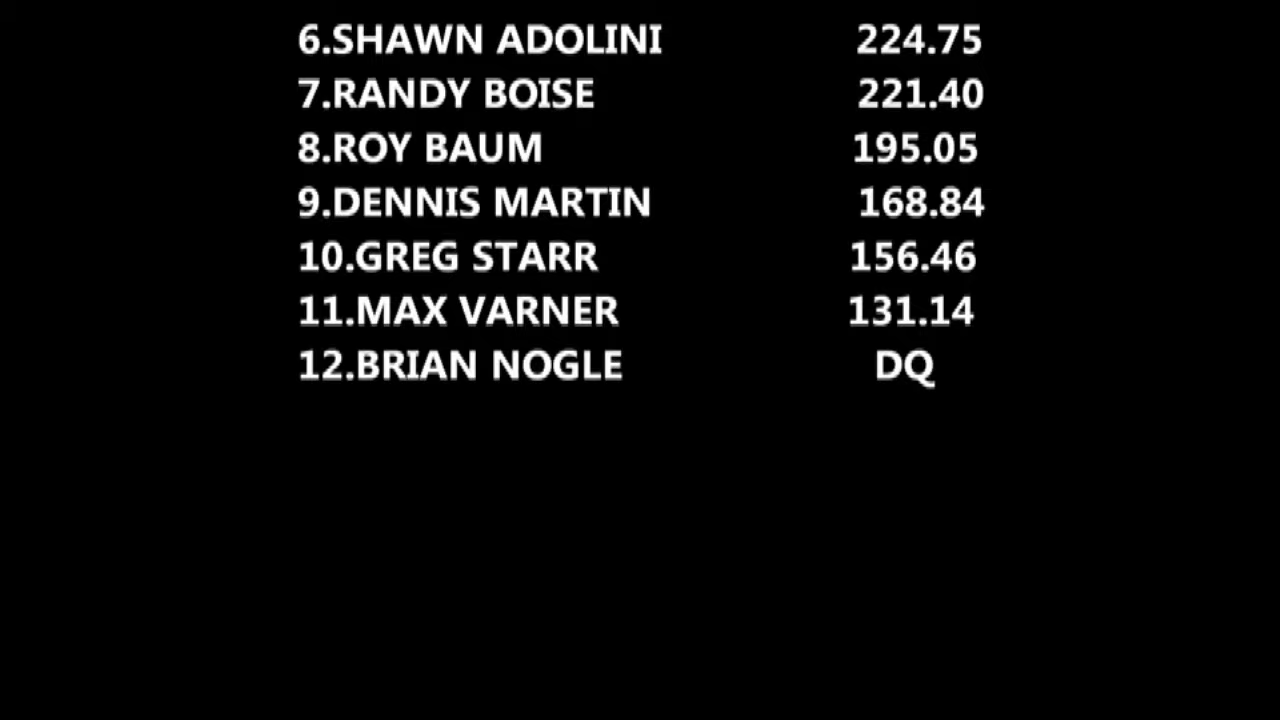 6.SHAWN ADOLINI 224.75
7.RANDY BOISE 221.40
8.ROY BAUM 195.05
9.DENNIS MARTIN 168.84
10.GREG STARR 156.46
11.MAX VARNER 131.14
12.BRIAN NOGLE DQ